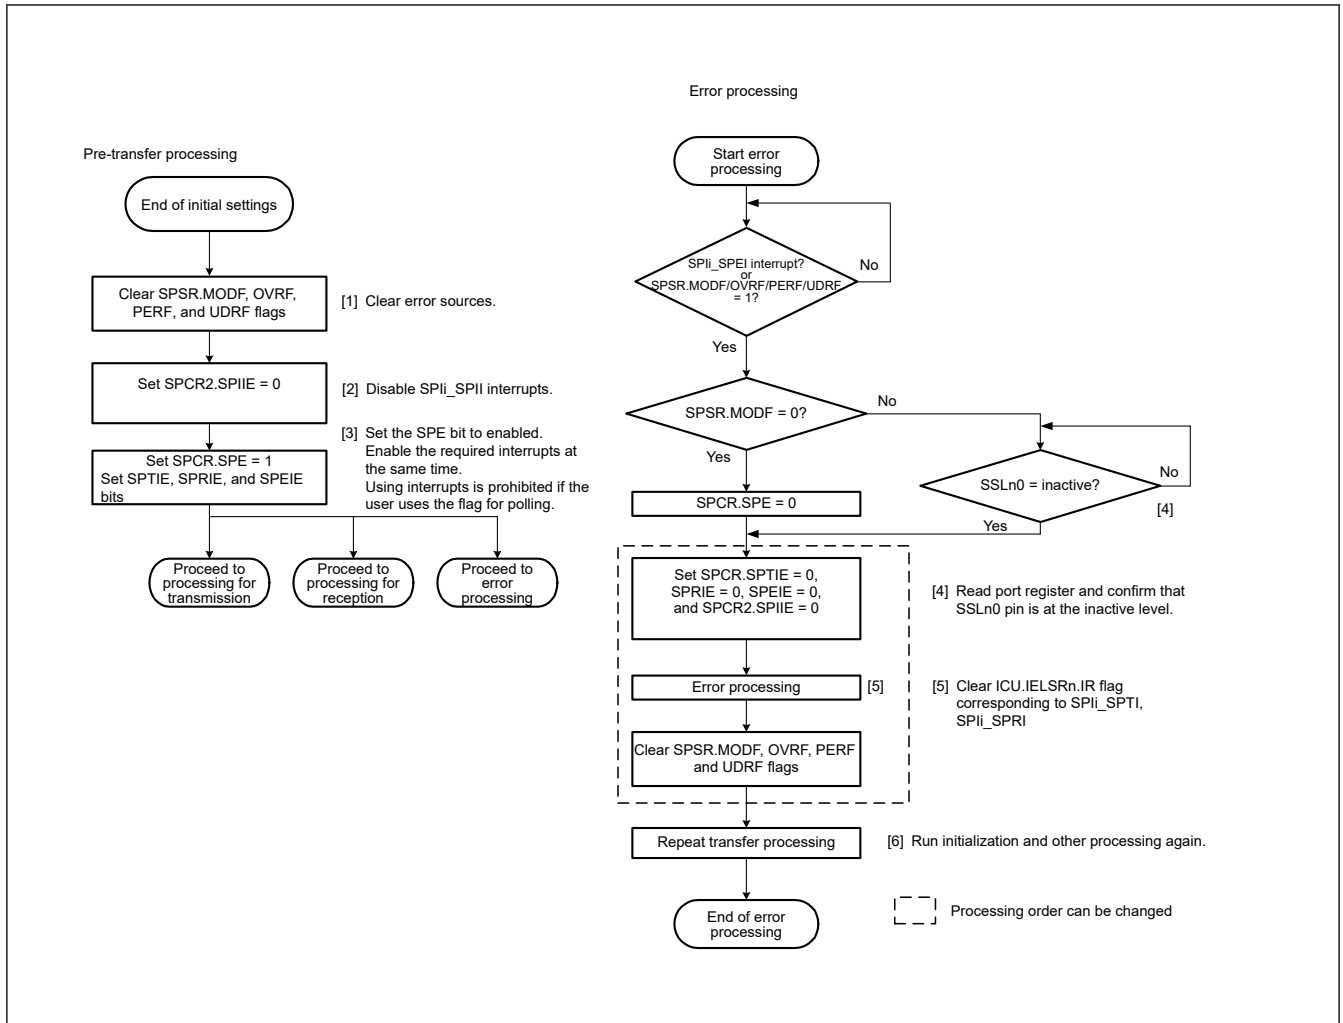 Pre-transfer processing
End of initial settings
Clear SPSR.MODF, OVRF,
PERF, and UDRF flags
[1] Clear error sources.
Set SPCR2.SPIIE = 0
[2] Disable SPIi_SPII interrupts.
Set SPCR.SPE = 1
Set SPTIE, SPRIE, and SPEIE
bits
[3] Set the SPE bit to enabled.
Enable the required interrupts at
the same time.
Using interrupts is prohibited if the
user uses the flag for polling.
Proceed to
processing for
transmission
Proceed to
processing for
reception
Proceed to
error
processing
Error processing
Start error
processing
SPIi_SPEI interrupt?
or
SPSR.MODF/OVRF/PERF/UDRF
= 1?
No
Yes
SPSR.MODF = 0?
No
Yes
SSLn0 = inactive?
No
[4]
Yes
SPCR.SPE = 0
Set SPCR.SPTIE = 0,
SPRIE = 0, SPEIE = 0,
and SPCR2.SPIIE = 0
[4] Read port register and confirm that
SSLn0 pin is at the inactive level.
Error processing
[5]
[5] Clear ICU.IELSRn.IR flag
corresponding to SPIi_SPTI,
SPIi_SPRI
Clear SPSR.MODF, OVRF, PERF
and UDRF flags
Repeat transfer processing
[6] Run initialization and other processing again.
End of error
processing
Processing order can be changed